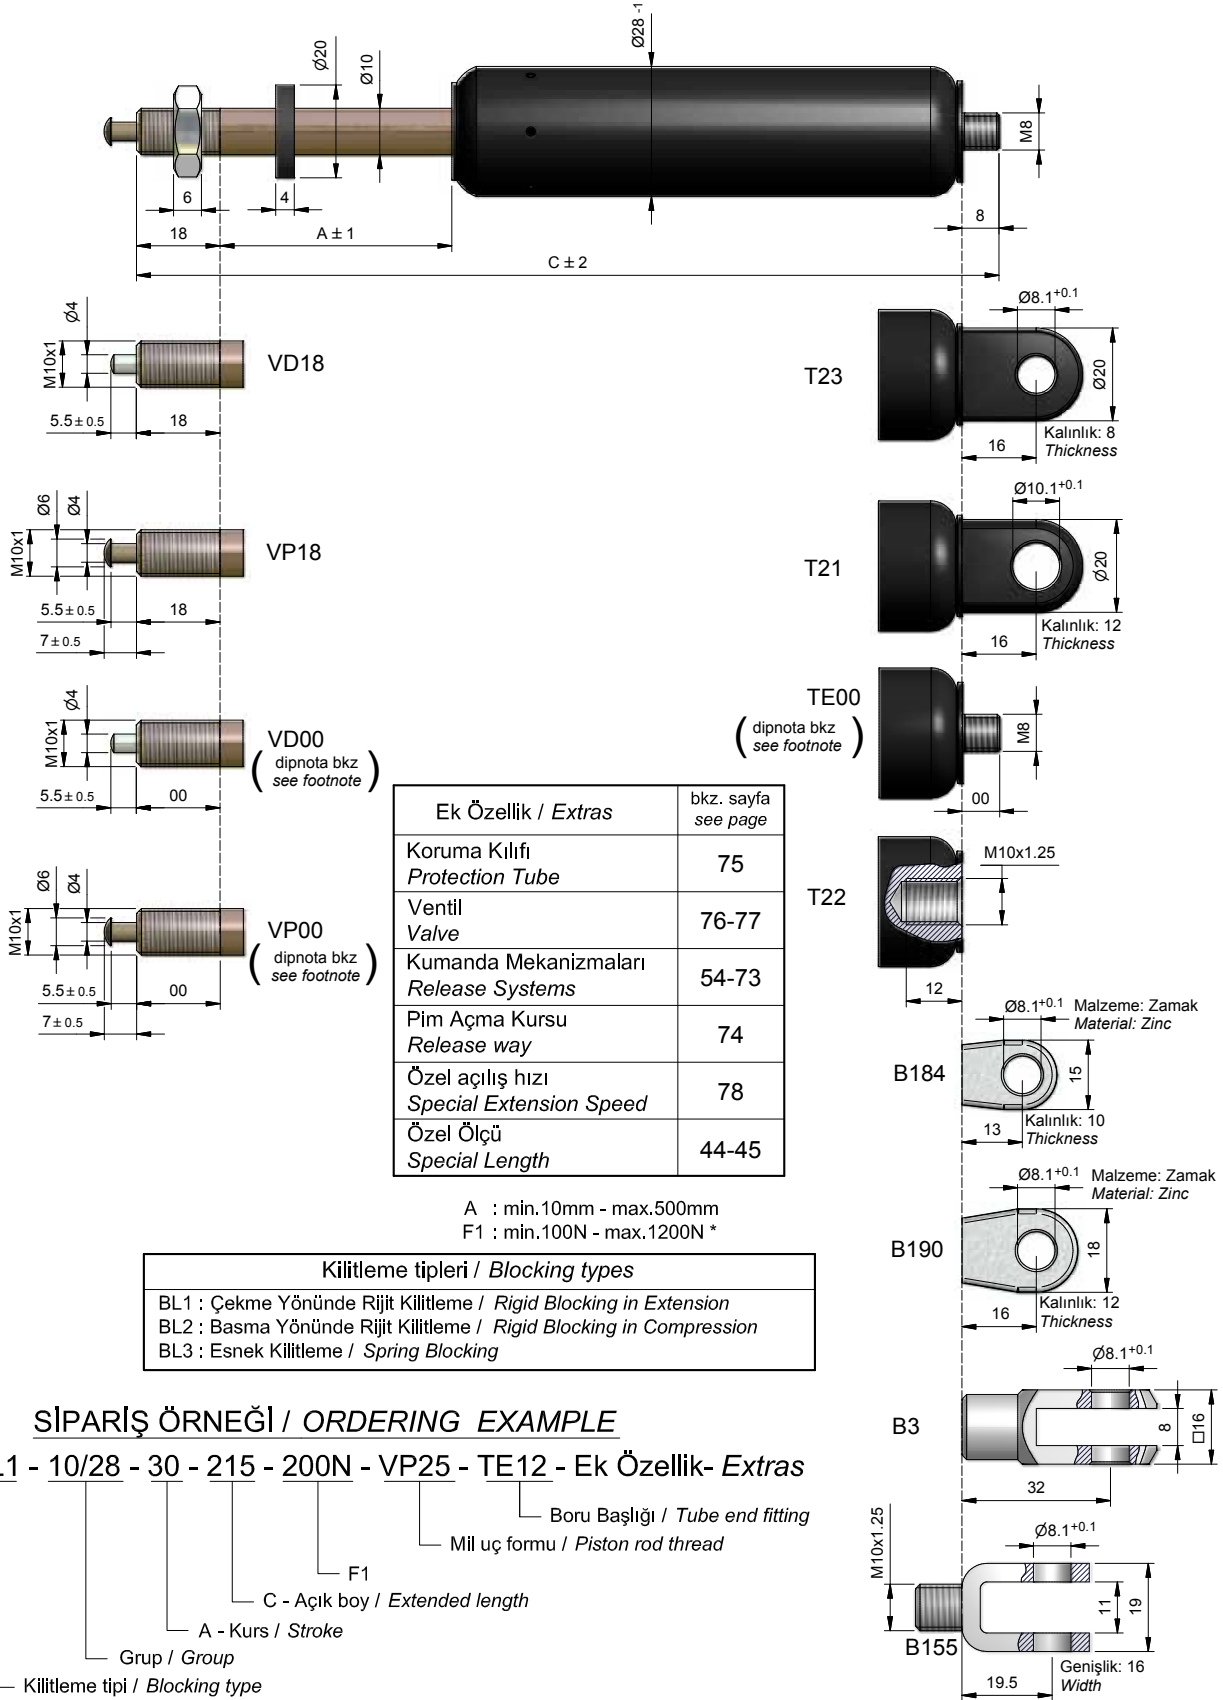 Ø28 -1
Ø20
Ø10
M8
6
4
8
18
A ± 1
C ± 2
Ø4
M10x1
VD18
5.5 ± 0.5
18
Ø8.1+0.1
T23
Ø20
Kalınlık: 8
Thickness
16
Ø6
Ø4
M10x1
VP18
5.5 ± 0.5
18
7 ± 0.5
Ø10.1+0.1
T21
Ø20
Kalınlık: 12
Thickness
16
Ø4
M10x1
VD00
( dipnota bkz
see footnote )
5.5 ± 0.5
00
TE00
( dipnota bkz
see footnote )
M8
00
Ø6
Ø4
M10x1
VP00
( dipnota bkz
see footnote )
5.5 ± 0.5
00
7 ± 0.5
M10x1.25
T22
12
Ek Özellik / Extras
bkz. sayfa
see page
Koruma Kılıfı
Protection Tube
75
Ventil
Valve
76-77
Kumanda Mekanizmaları
Release Systems
54-73
Pim Açma Kursu
Release way
74
Özel açılış hızı
Special Extension Speed
78
Özel Ölçü
Special Length
44-45
Ø8.1+0.1
Malzeme: Zamak
Material: Zinc
B184
15
13
Kalınlık: 10
Thickness
Ø8.1+0.1
Malzeme: Zamak
Material: Zinc
B190
18
16
Kalınlık: 12
Thickness
A : min.10mm - max.500mm
F1 : min.100N - max.1200N *
Kilitleme tipleri / Blocking types
BL1 : Çekme Yönünde Rijit Kilitleme / Rigid Blocking in Extension
BL2 : Basma Yönünde Rijit Kilitleme / Rigid Blocking in Compression
BL3 : Esnek Kilitleme / Spring Blocking
Ø8.1+0.1
B3
8
□16
32
SİPARİŞ ÖRNEĞİ / ORDERING EXAMPLE
L1 - 10/28 - 30 - 215 - 200N - VP25 - TE12 - Ek Özellik- Extras
Boru Başlığı / Tube end fitting
Mil uç formu / Piston rod thread
F1
C - Açık boy / Extended length
A - Kurs / Stroke
Grup / Group
Kilitleme tipi / Blocking type
M10x1.25
Ø8.1+0.1
11
19
B155
19.5
Genişlik: 16
Width